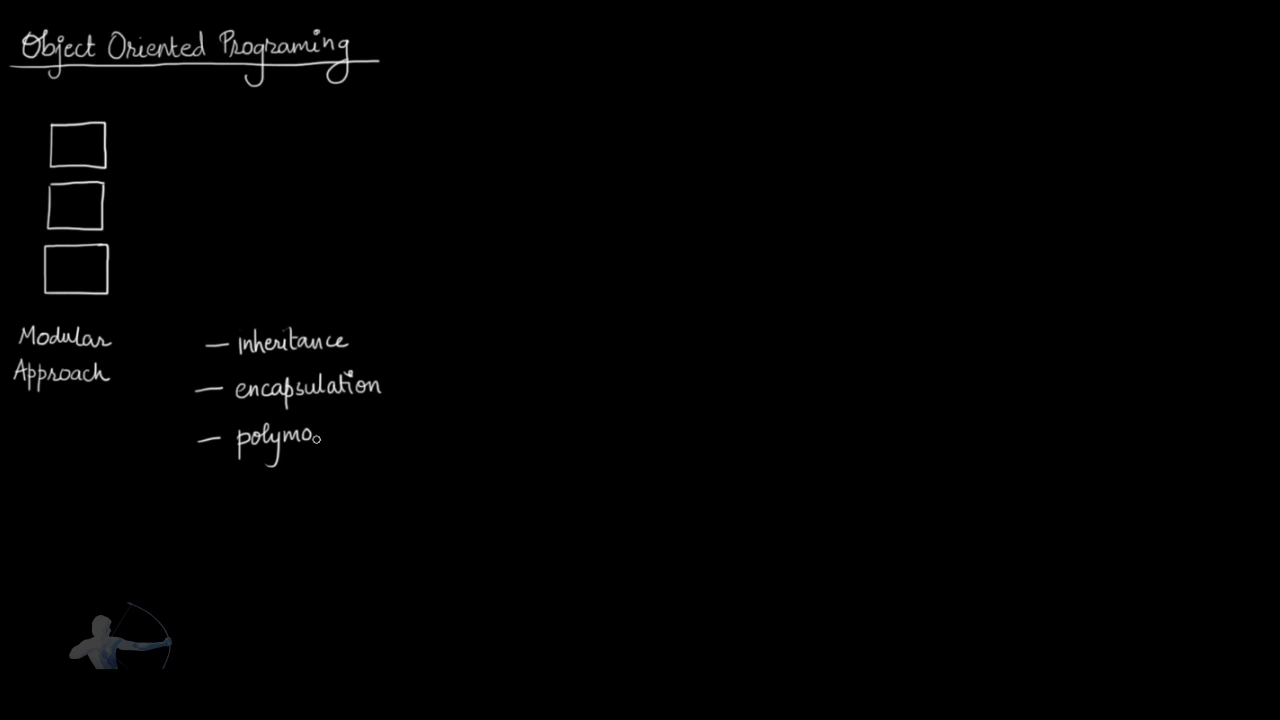 Object Oriented Programing
Modular
Approach
— inheritance
— encapsulation
— polymo